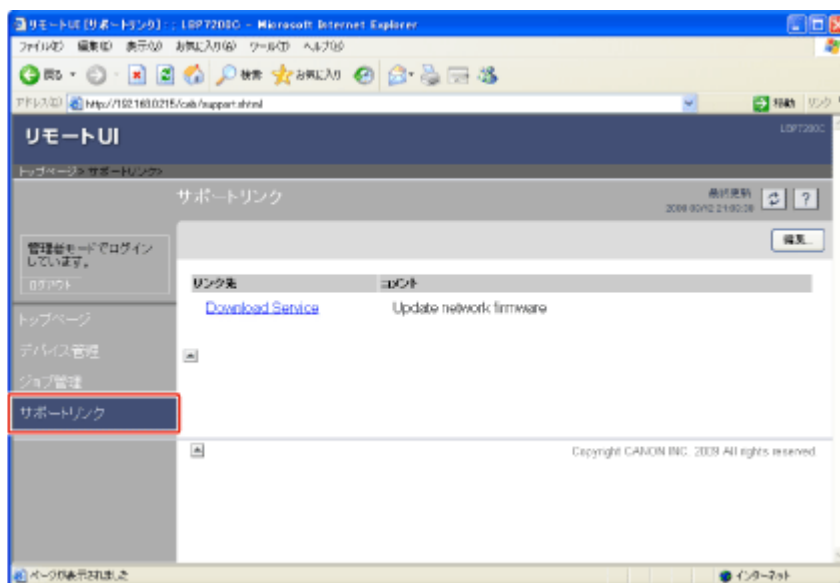 リモートUI [サポートリンク] : : LBP7200C - Microsoft Internet Explorer
ファイル(F) 編集(E) 表示(V) お気に入り(A) ツール(T) ヘルプ(H)
戻る 検索 お気に入り
アドレス(D) 移動 リンク
リモートUI
LBP7200C
トップページ> サポートリンク>
サポートリンク
最終更新
管理者モードでログイン
しています。
ログアウト
編集...
リンク先 コメント
Download Service Update network firmware
トップページ
デバイス管理
ジョブ管理
サポートリンク
Copyright CANON INC. 2009 All rights reserved
ページが表示されました インターネット